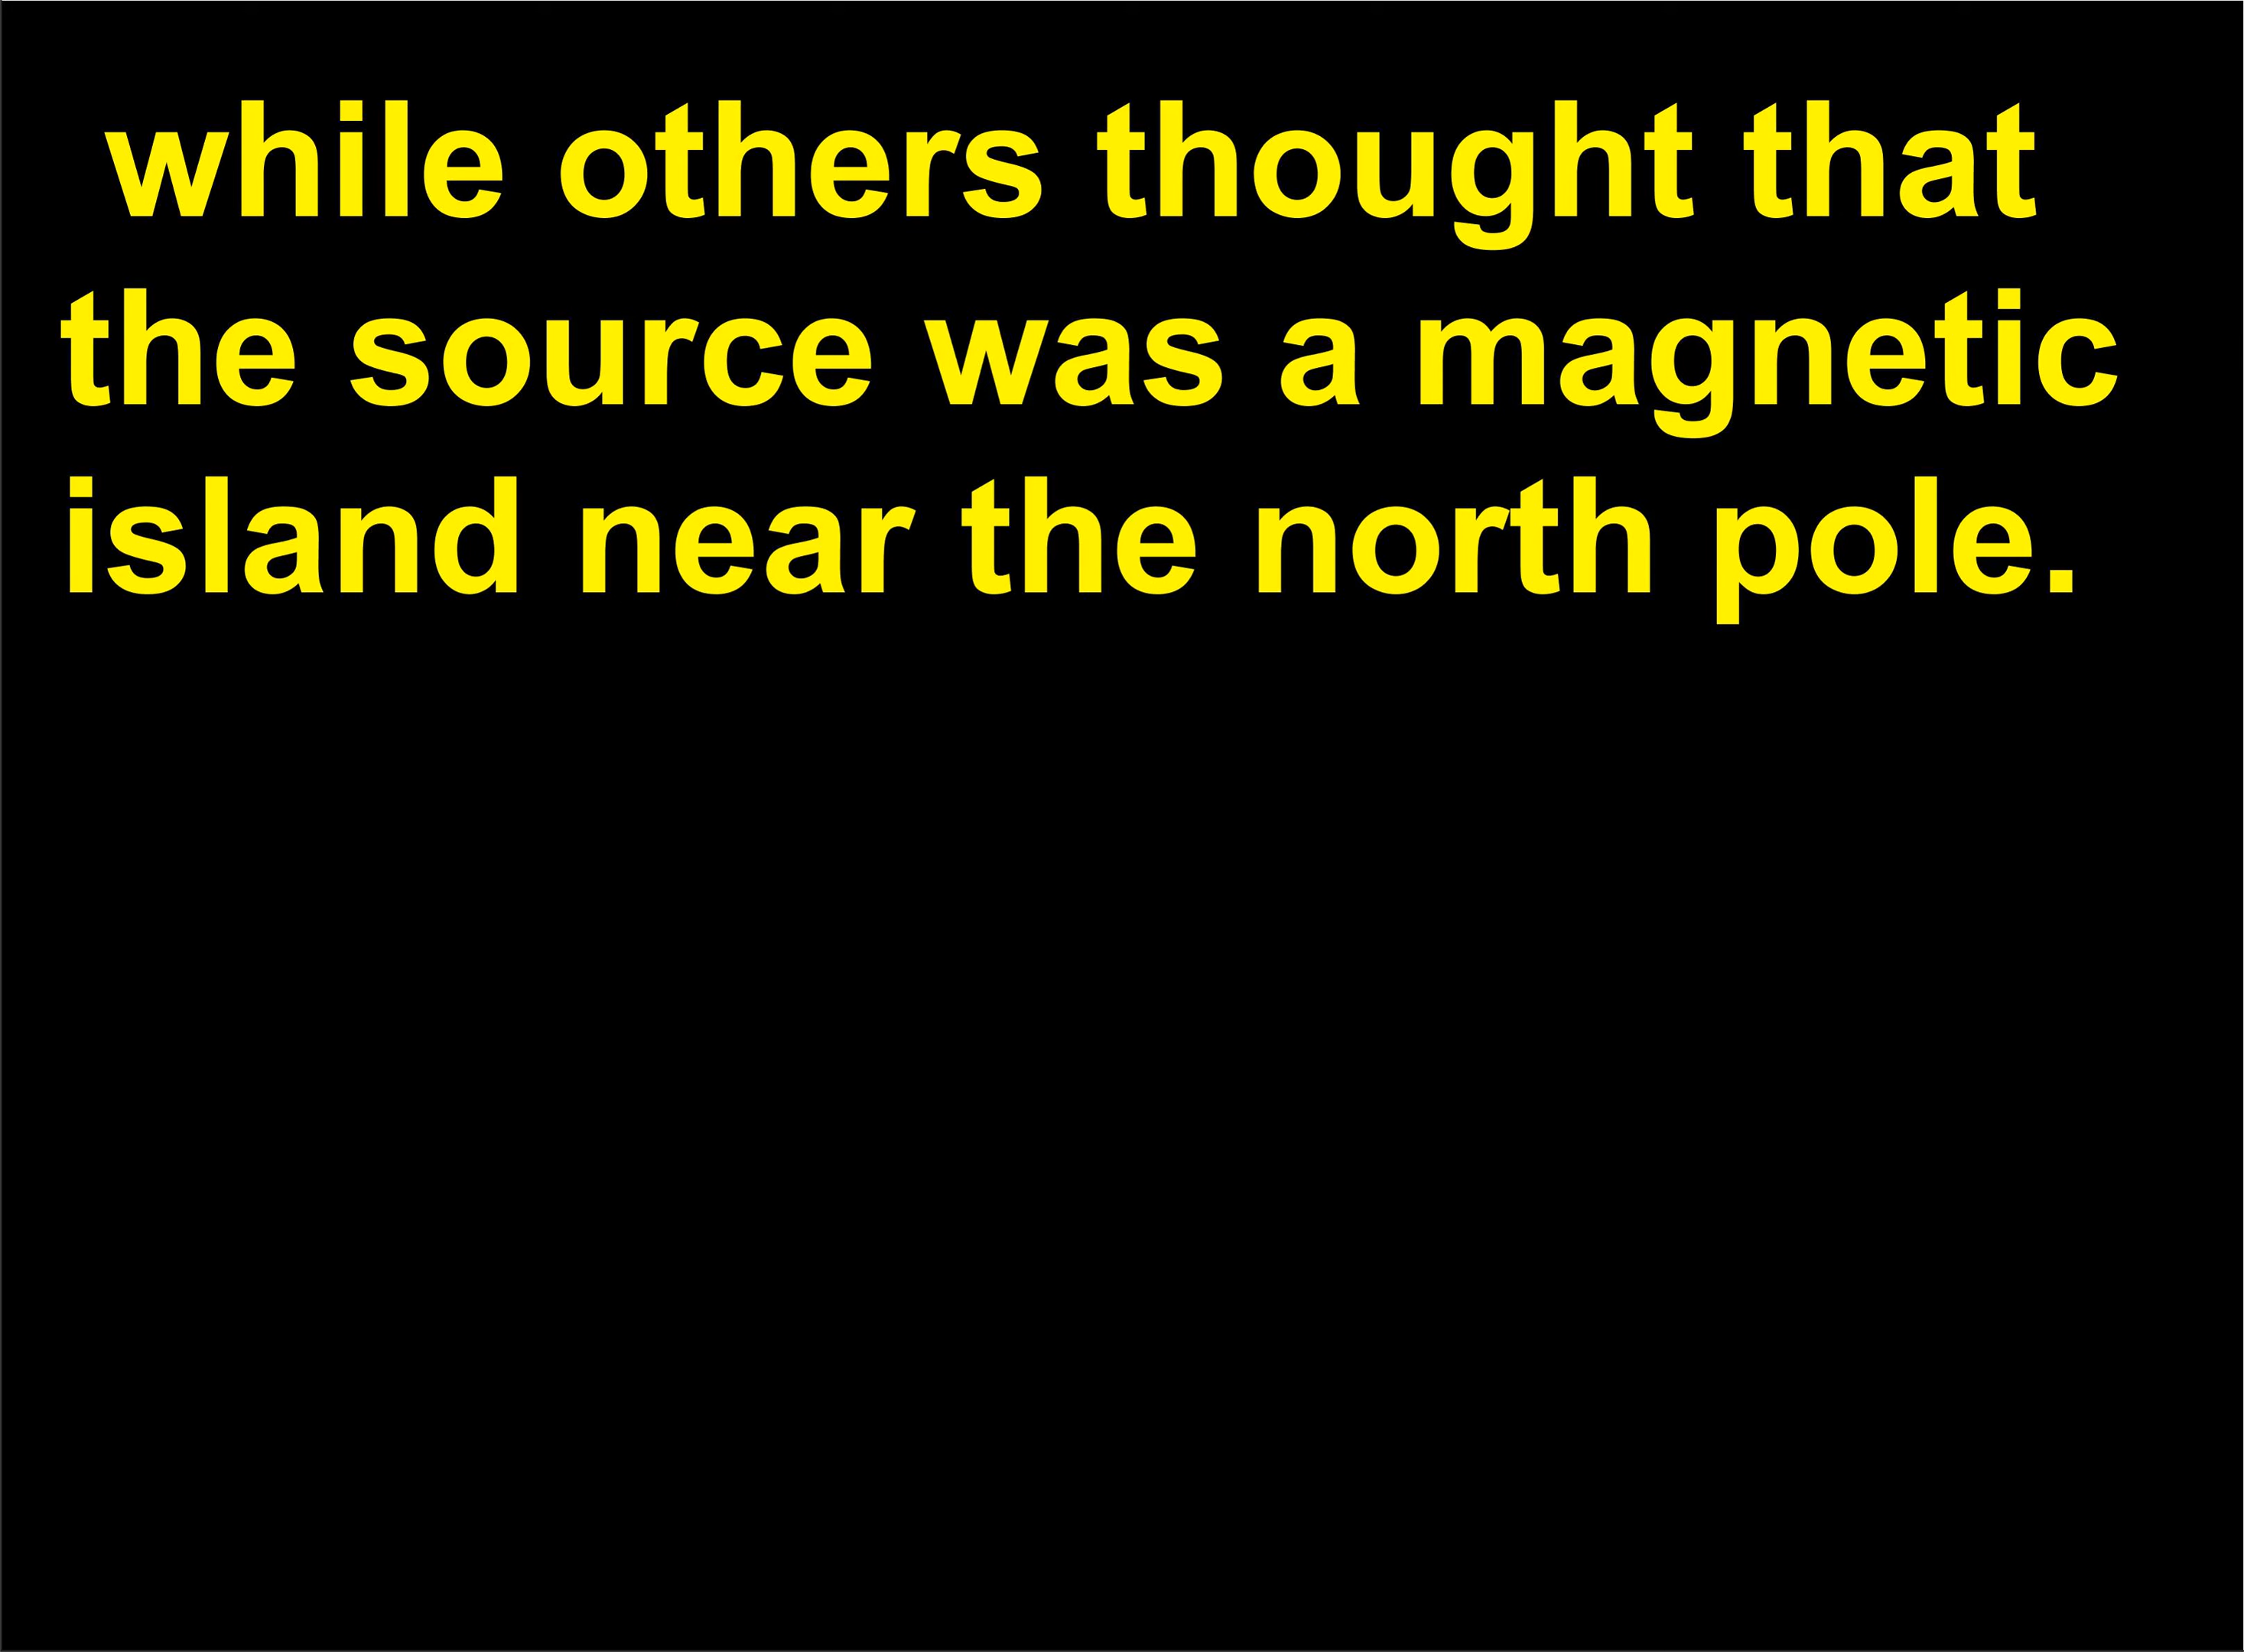 while others thought that
the source was a magnetic
island near the north pole.